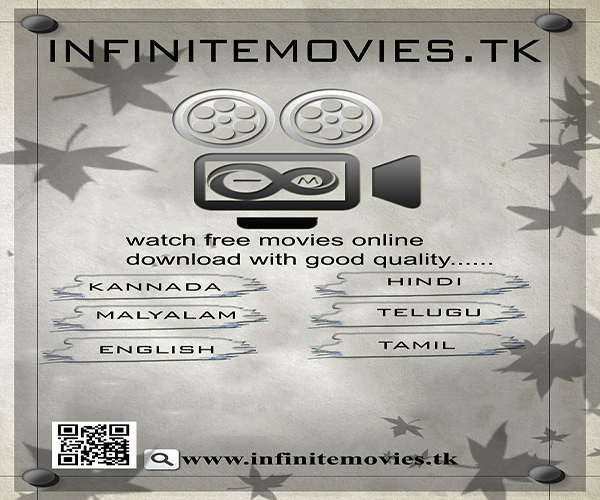 INFINITEMOVIES.TK
M
watch free movies online
download with good quality......
KANNADA
HINDI
MALYALAM
TELUGU
ENGLISH
TAMIL
www.infinitemovies.tk